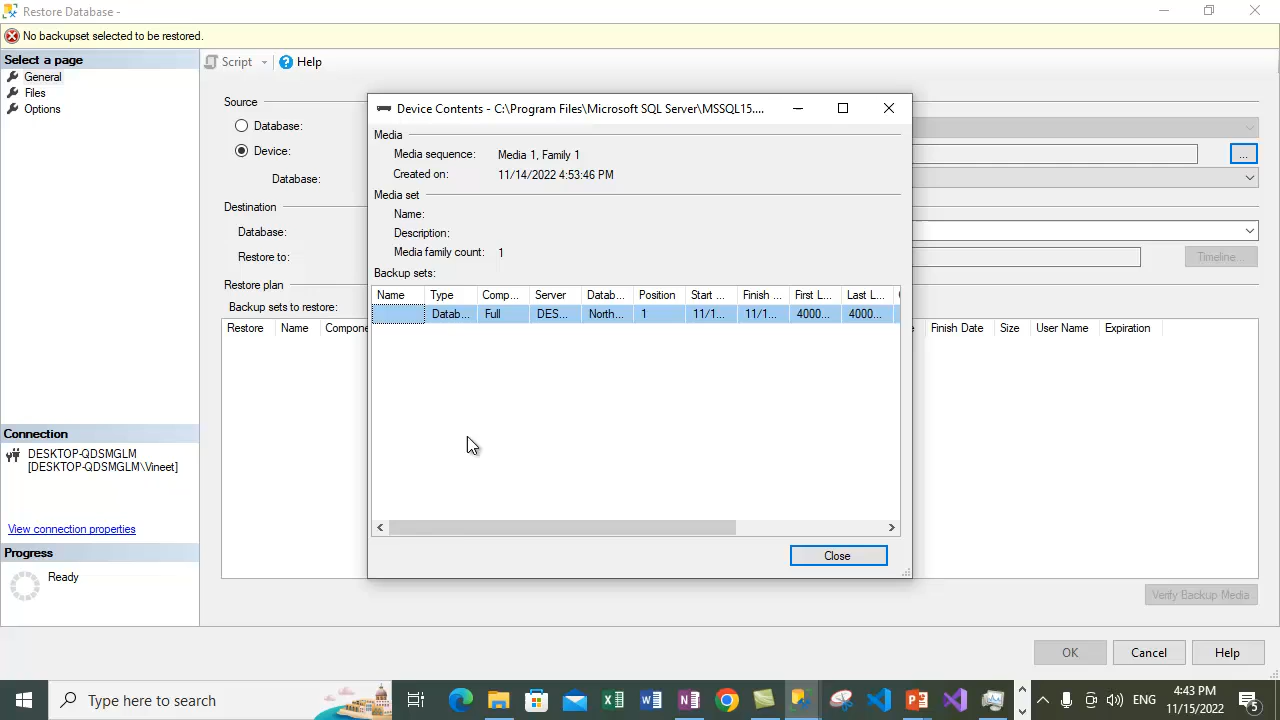 Restore Database -
No backupset selected to be restored.
Select a page
General
Files
Options
Script
Help
Source
Database:
Device:
...
Database:
Destination
Database:
Restore to:
Timeline...
Restore plan
Backup sets to restore:
Restore Name Compone
Finish Date Size User Name Expiration
Device Contents - C:\Program Files\Microsoft SQL Server\MSSQL15....
Media
Media sequence: Media 1, Family 1
Created on: 11/14/2022 4:53:46 PM
Media set
Name:
Description:
Media family count: 1
Backup sets:
Name Type Comp... Server Datab... Position Start ... Finish ... First L... Last L...
Datab... Full DES... North... 1 11/1... 11/1... 4000... 4000...
Close
Connection
DESKTOP-QDSMGLM
[DESKTOP-QDSMGLM\Vineet]
View connection properties
Progress
Ready
Verify Backup Media
OK Cancel Help
Type here to search
ENG
4:43 PM
11/15/2022
5